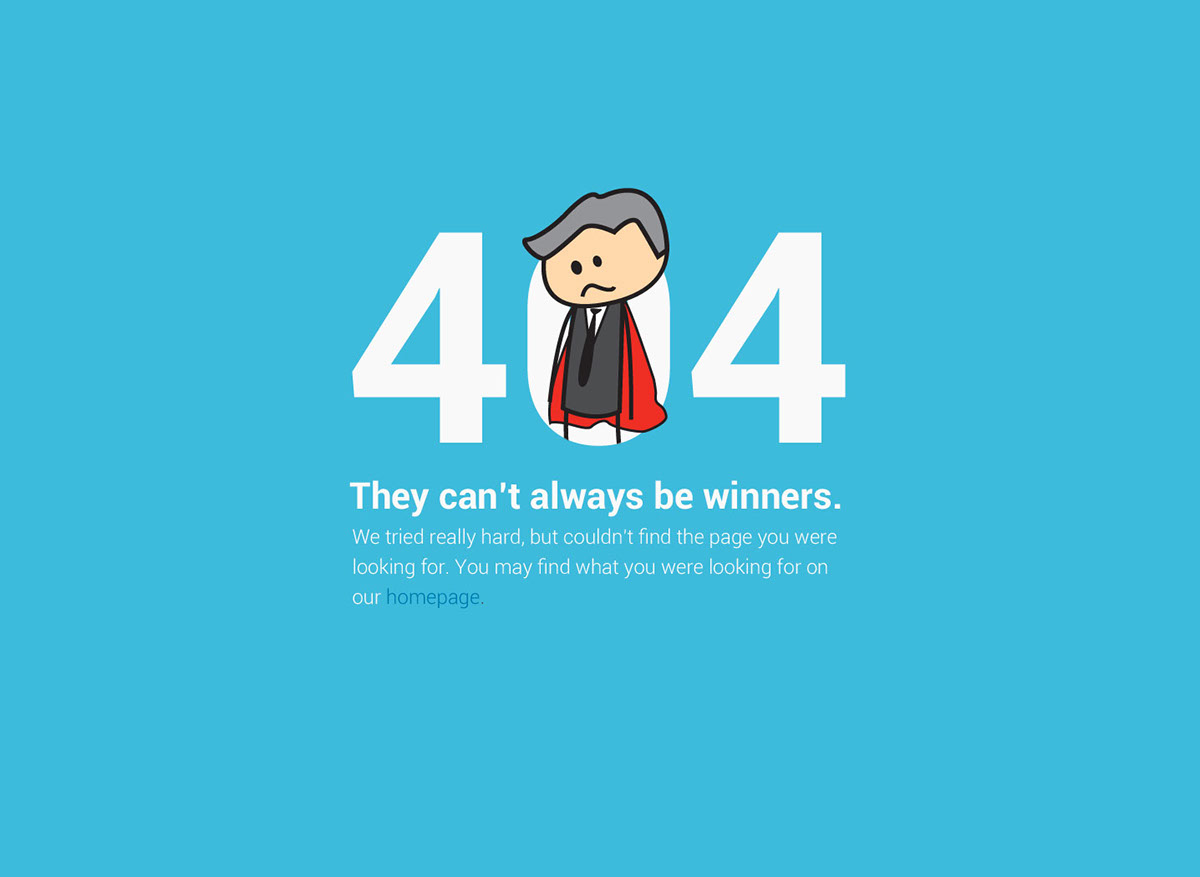 404
They can't always be winners.
We tried really hard, but couldn't find the page you were
looking for. You may find what you were looking for on
our homepage.